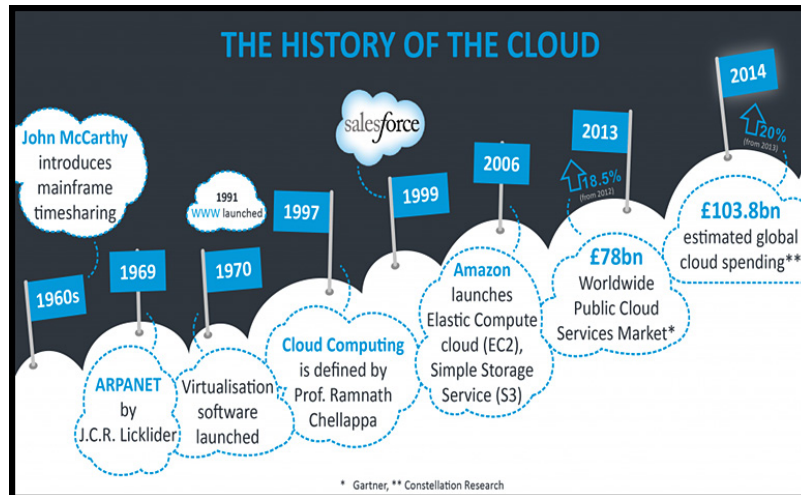 THE HISTORY OF THE CLOUD
1960s
John McCarthy
introduces
mainframe
timesharing
1969
ARPANET
by
J.C.R. Licklider
1970
Virtualisation
software
launched
1991
WWW launched
1997
Cloud Computing
is defined by
Prof. Ramnath
Chellappa
1999
salesforce
2006
Amazon
launches
Elastic Compute
cloud (EC2),
Simple Storage
Service (S3)
2013
18.5%
(from 2012)
£78bn
Worldwide
Public Cloud
Services Market*
2014
20%
(from 2013)
£103.8bn
estimated global
cloud spending**
* Gartner, ** Constellation Research